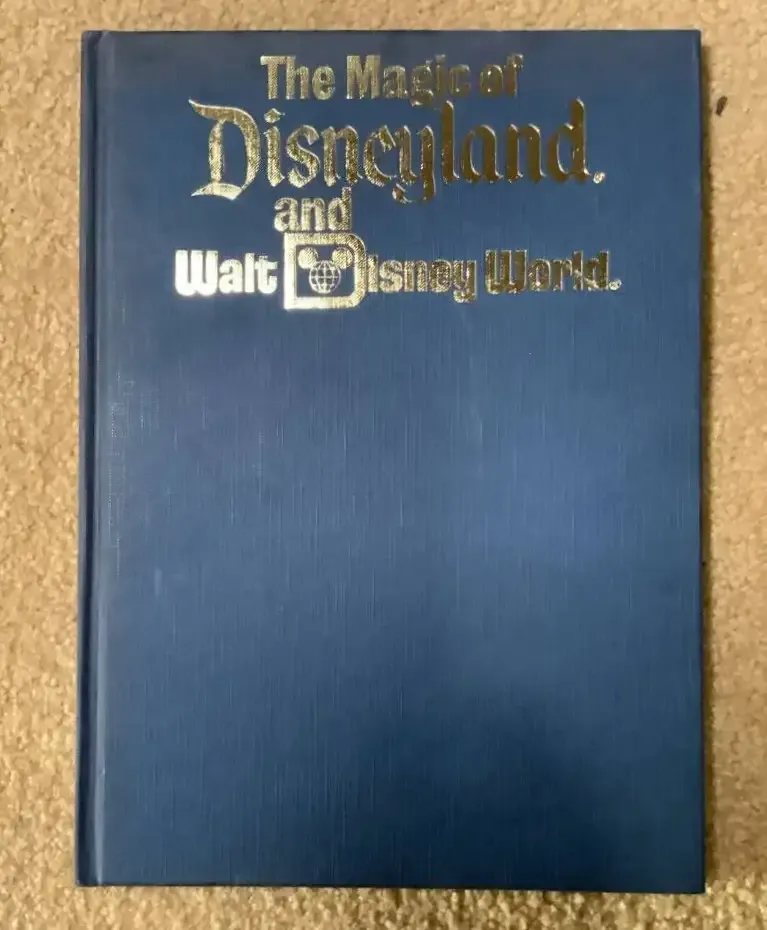 The Magic of
Disneyland.
and
Walt Disney World.